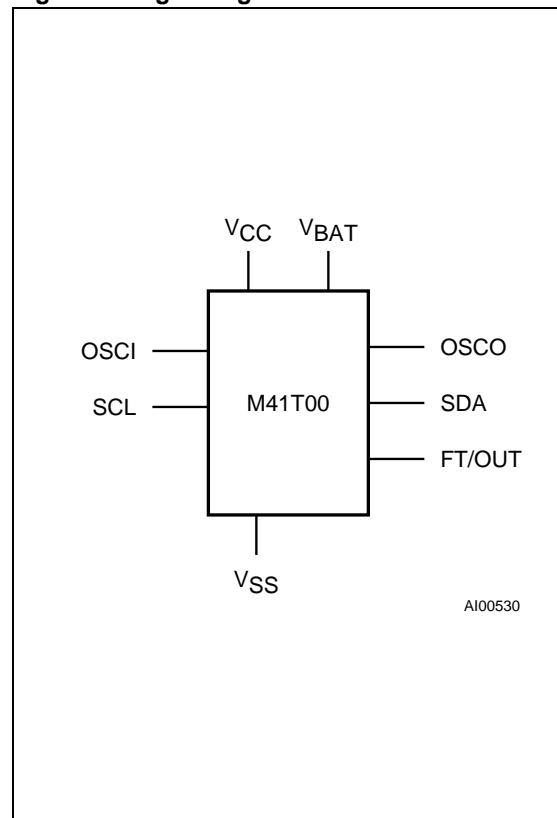 VCC VBAT
OSCI
OSCO
SCL
M41T00
SDA
FT/OUT
VSS
AI00530